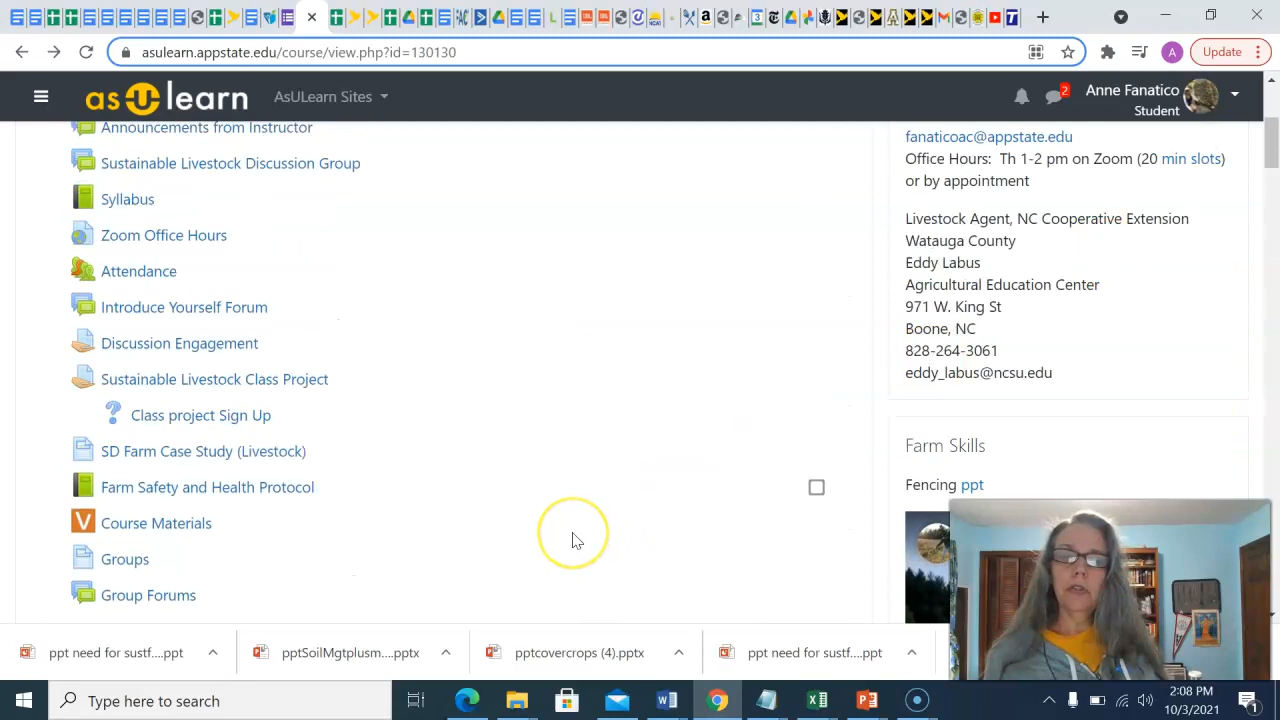 asulearn.appstate.edu/course/view.php?id=130130
Update
A
asUlearn
AsULearn Sites
2
Anne Fanatico
Student
Announcements from Instructor
Sustainable Livestock Discussion Group
Syllabus
Zoom Office Hours
Attendance
Introduce Yourself Forum
Discussion Engagement
Sustainable Livestock Class Project
Class project Sign Up
SD Farm Case Study (Livestock)
Farm Safety and Health Protocol
Course Materials
Groups
Group Forums
fanaticoac@appstate.edu
Office Hours: Th 1-2 pm on Zoom (20 min slots)
or by appointment
Livestock Agent, NC Cooperative Extension
Watauga County
Eddy Labus
Agricultural Education Center
971 W. King St
Boone, NC
828-264-3061
eddy_labus@ncsu.edu
Farm Skills
Fencing ppt
ppt need for sustf....ppt
pptSoilMgtplusm....pptx
pptcovercrops (4).pptx
ppt need for sustf....ppt
Type here to search
2:08 PM
10/3/2021
1